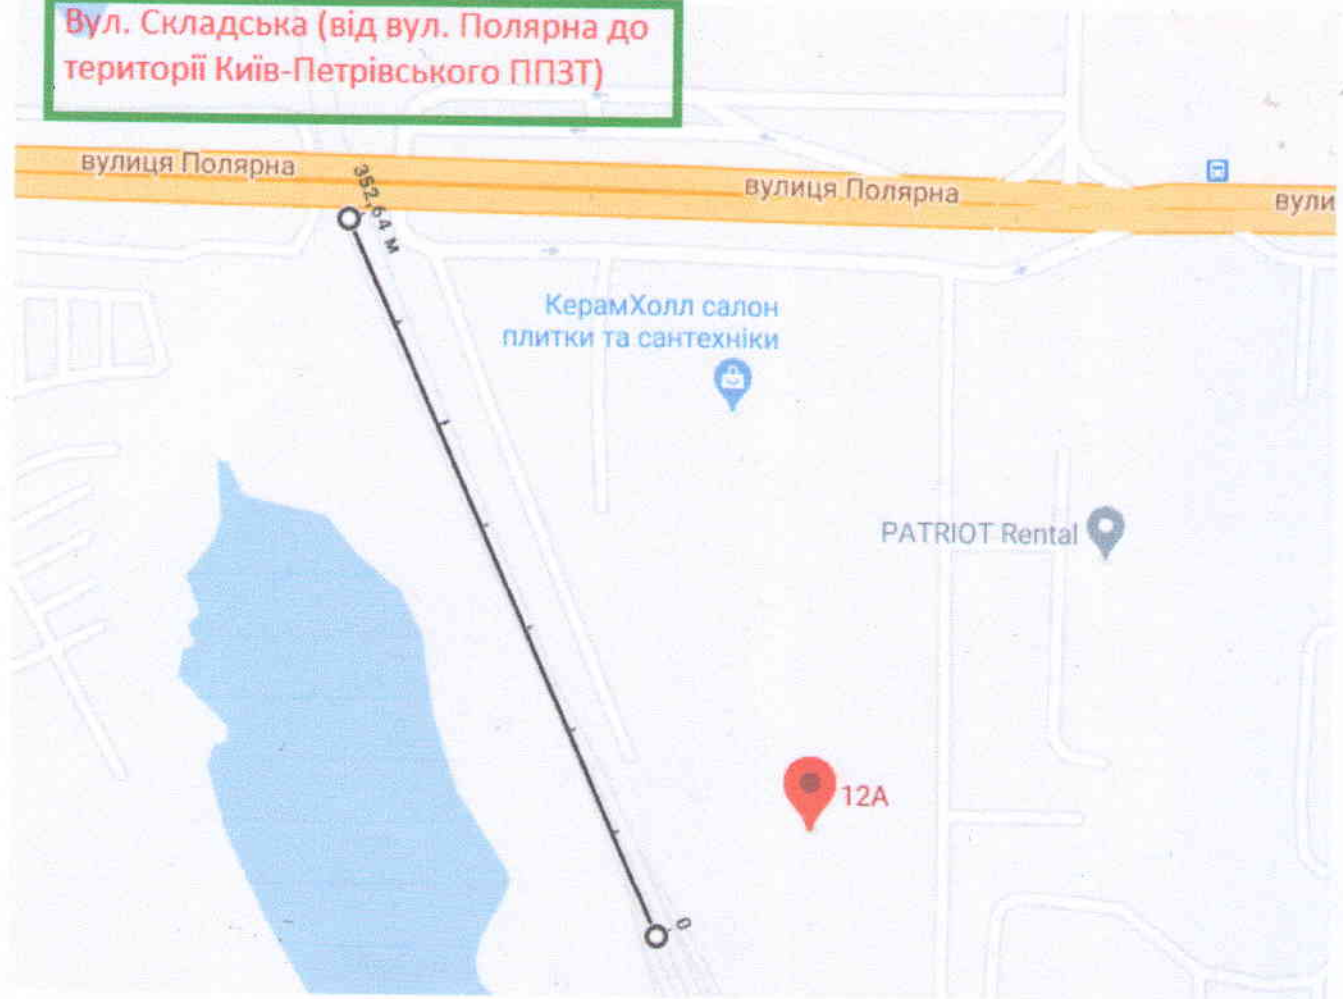 Вул. Складська (від вул. Полярна до
території Київ-Петрівського ППЗТ)
вулиця Полярна
352,64 м
вулиця Полярна
вули
КерамХолл салон
плитки та сантехніки
PATRIOT Rental
12А
0